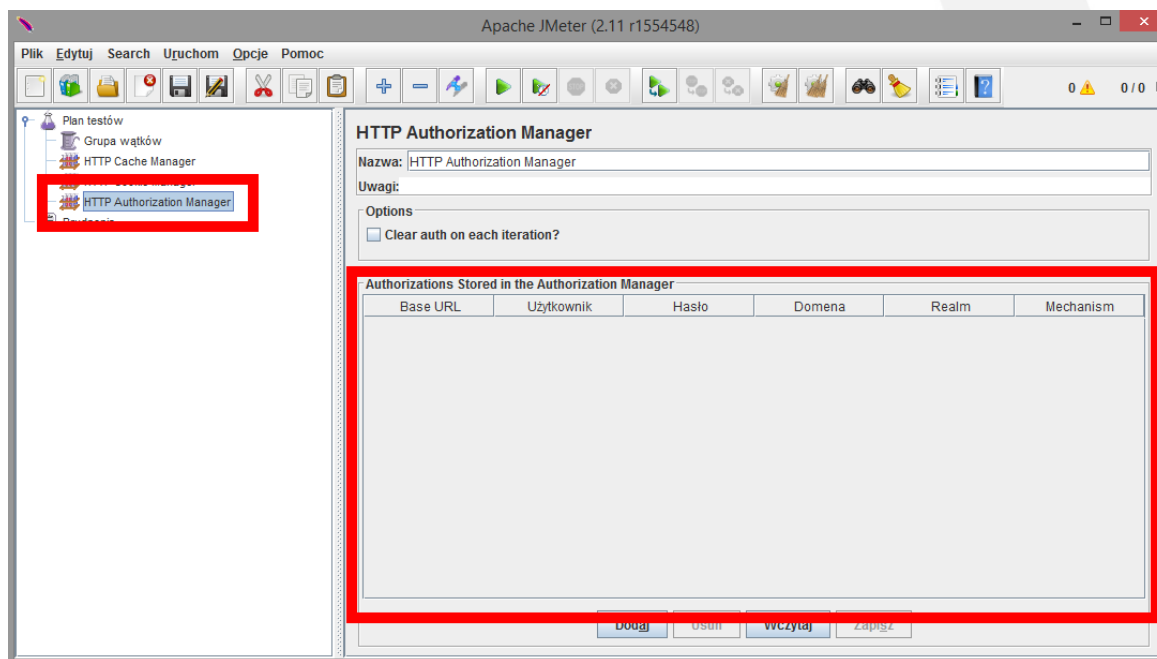 Apache JMeter (2.11 r1554548)
Plik Edytuj Search Uruchom Opcje Pomoc
0 0 / 0
Plan testów
Grupa wątków
HTTP Cache Manager
HTTP Authorization Manager
HTTP Authorization Manager
Nazwa: HTTP Authorization Manager
Uwagi:
Options
Clear auth on each iteration?
Authorizations Stored in the Authorization Manager
Base URL Użytkownik Hasło Domena Realm Mechanism
Dodaj Usuń Wczytaj Zapisz